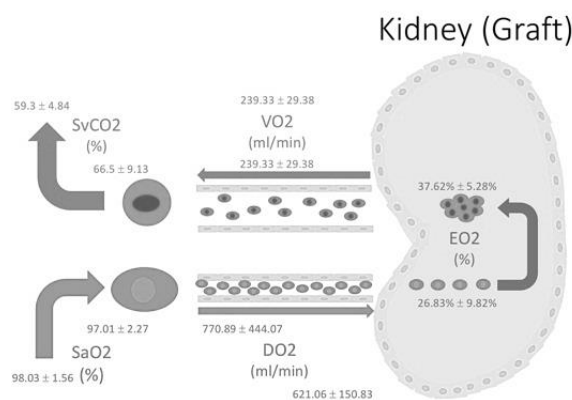 Kidney (Graft)
59.3 ± 4.84
SvCO2
(%)
66.5 ± 9.13
239.33 ± 29.38
VO2
(ml/min)
239.33 ± 29.38
37.62% ± 5.28%
EO2
(%)
26.83% ± 9.82%
97.01 ± 2.27
SaO2
(%)
98.03 ± 1.56
770.89 ± 444.07
DO2
(ml/min)
621.06 ± 150.83